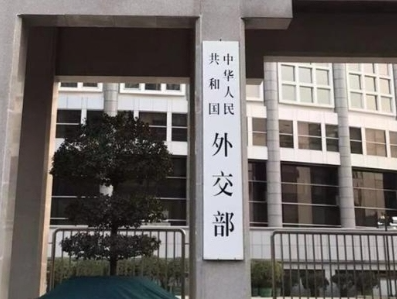 中华人民
共和国
外交部